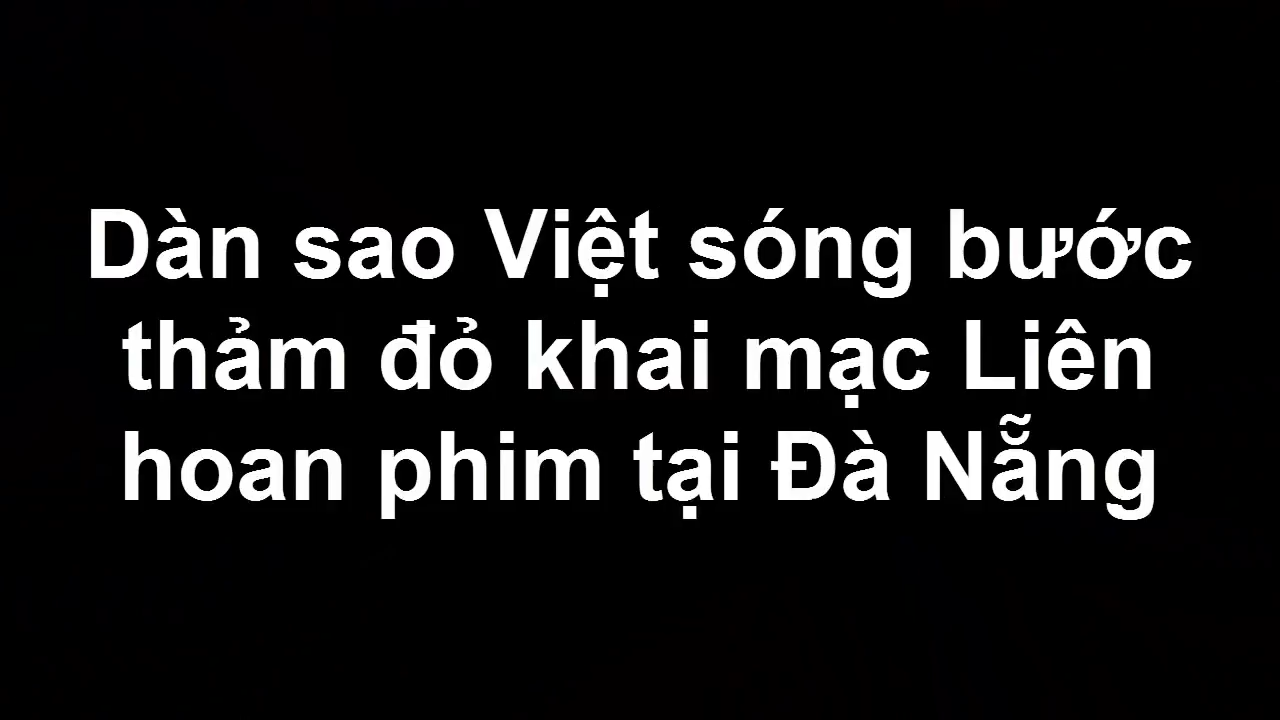 Dàn sao Việt sóng bước
thảm đỏ khai mạc Liên
hoan phim tại Đà Nẵng